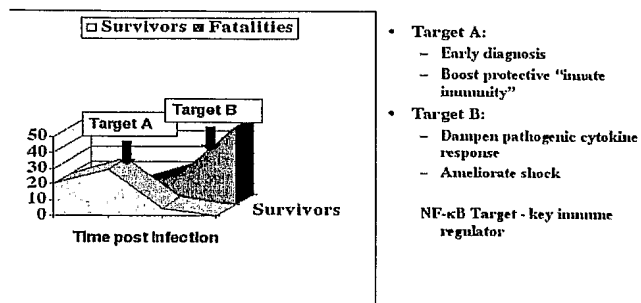 Survivors Fatalities
Target A
Target B
50
40
30
20
10
0
Survivors
Time post Infection
• Target A:
– Early diagnosis
– Boost protective "innate
immunity"
• Target B:
– Dampen pathogenic cytokine
response
– Ameliorate shock
NF-κB Target - key immune
regulator